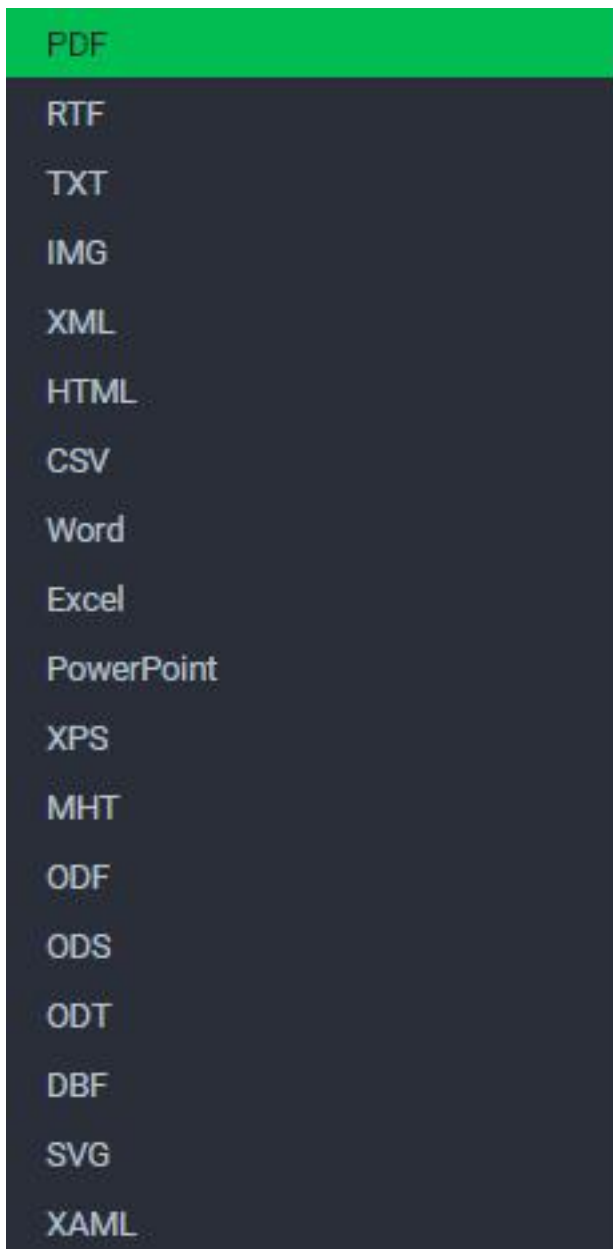 PDF
RTF
TXT
IMG
XML
HTML
CSV
Word
Excel
PowerPoint
XPS
MHT
ODF
ODS
ODT
DBF
SVG
XAML